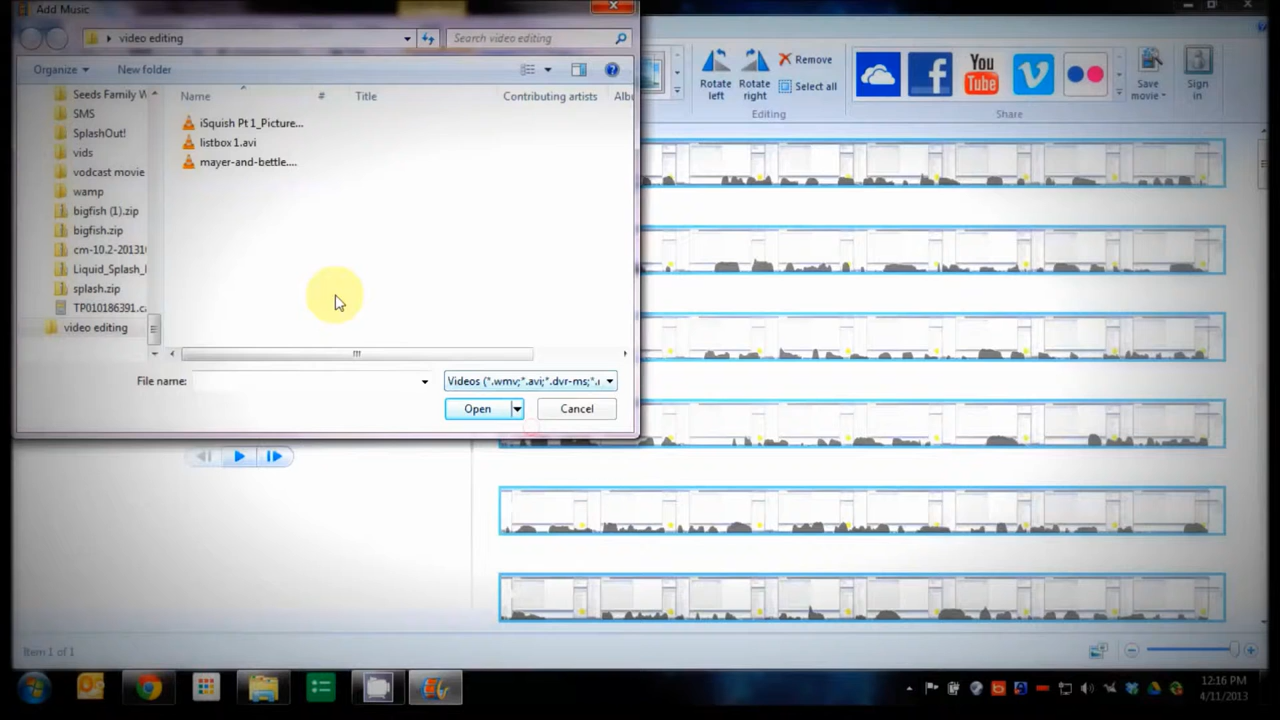 Add Music
video editing
Search video editing
Organize
New folder
Seeds Family W
SMS
SplashOut!
vids
vodcast movie
wamp
bigfish (1).zip
bigfish.zip
cm-10.2-20131
Liquid_Splash_
splash.zip
TP010186391.c
video editing
Name
#
Title
Contributing artists
Albu
iSquish Pt 1_Picture...
listbox 1.avi
mayer-and-bettle....
File name:
Videos (*.wmv;*.avi;*.dvr-ms;*.
Open
Cancel
Rotate left
Rotate right
Remove
Select all
Editing
You Tube
Share
Save movie
Sign in
Item 1 of 1
12:16 PM
4/11/2013